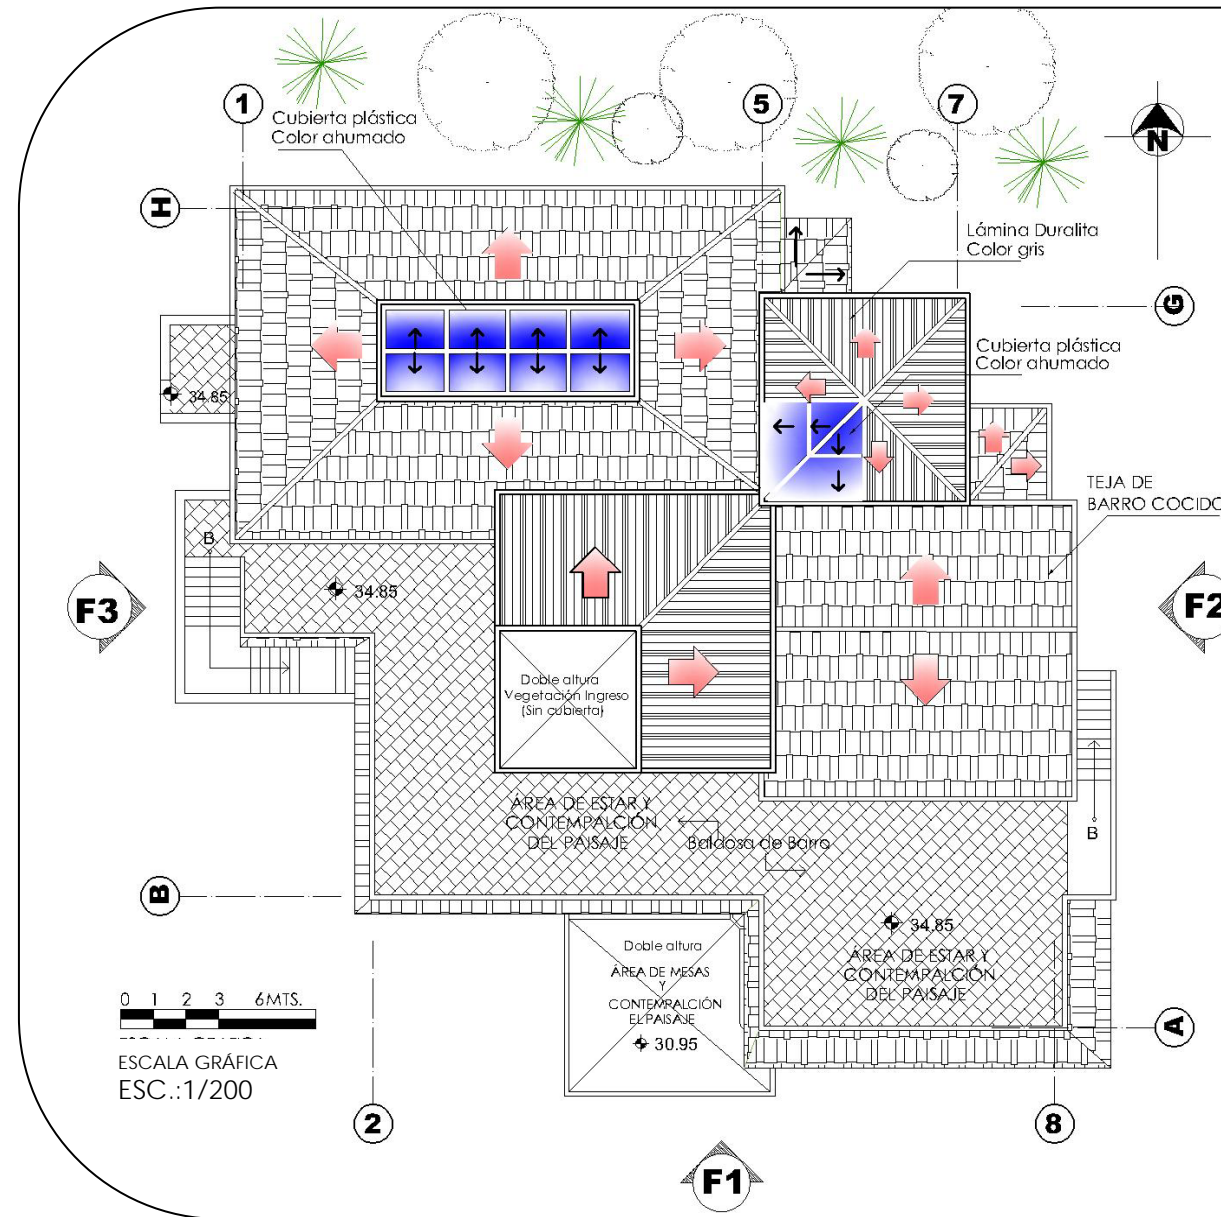 1
5
7
Cubierta plástica
Color ahumado
N
H
Lámina Duralita
Color gris
G
Cubierta plástica
Color ahumado
34.85
TEJA DE
BARRO COCIDO
B
34.85
F3
F2
Doble altura
Vegetación Ingreso
(Sin cubierta)
ÁREA DE ESTAR Y
CONTEMPALCIÓN
DEL PAISAJE
Baldosa de Barro
B
B
34.85
Doble altura
ÁREA DE MESAS
Y
CONTEMPALCIÓN
EL PAISAJE
30.95
ÁREA DE ESTAR Y
CONTEMPALCIÓN
DEL PAISAJE
0 1 2 3 6MTS.
A
ESCALA GRÁFICA
ESC.:1/200
2
8
F1